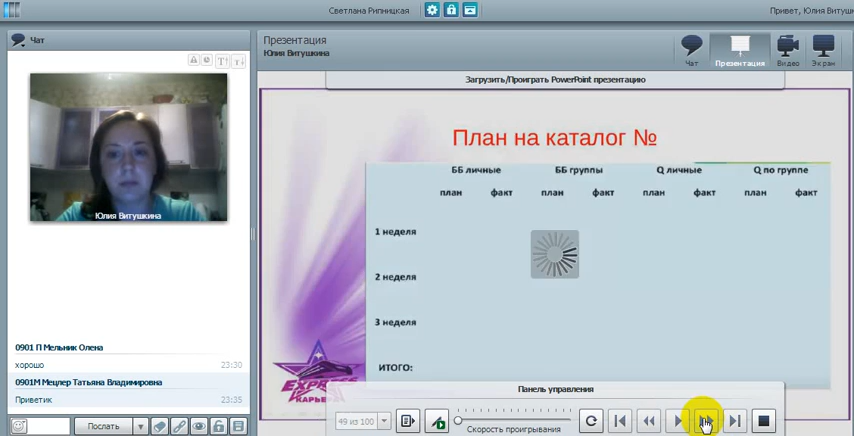 Светлана Рипницкая
Привет, Юлия Витушк
Чат
Юлия Витушкина
0901 П Мельник Олена
хорошо 23:30
0901М Мецлер Татьяна Владимировна
Приветик 23:35
Послать
Презентация
Юлия Витушкина
Чат Презентация Видео Экран
Загрузить/Проиграть PowerPoint презентацию
План на каталог №
ББ личные ББ группы Q личные Q по группе
план факт план факт план факт план факт
1 неделя
2 неделя
3 неделя
ИТОГО:
EXPRESS
КАРЬЕ
Панель управления
49 из 100
Скорость проигрывания